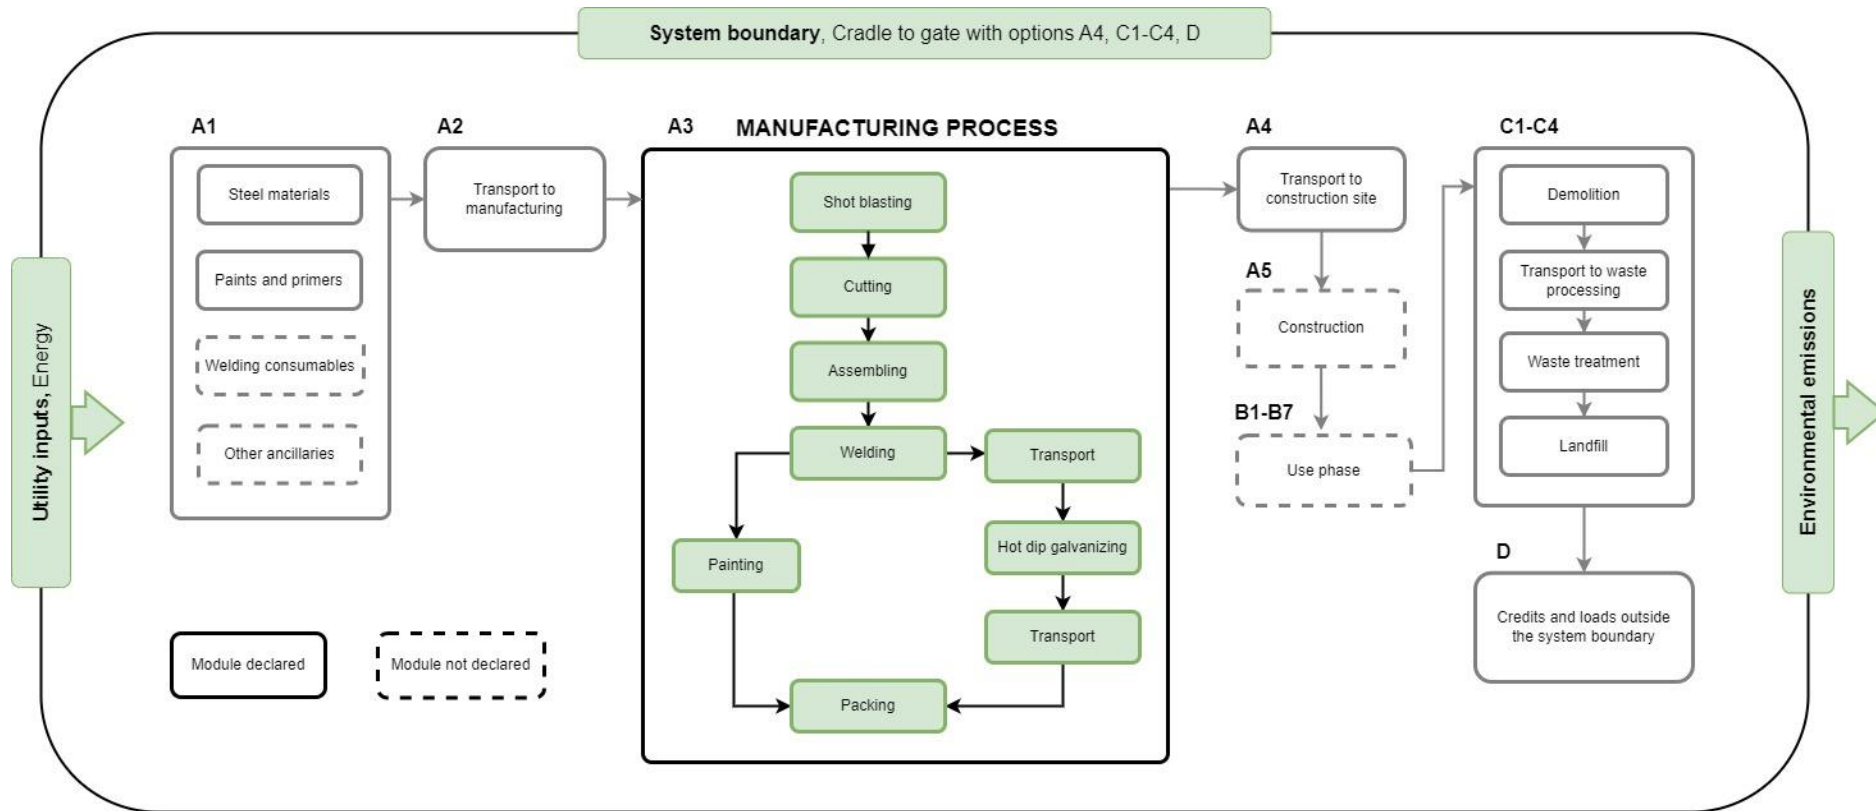 System boundary, Cradle to gate with options A4, C1-C4, D
Utility inputs, Energy
A1
Steel materials
Paints and primers
Welding consumables
Other ancillaries
A2
Transport to
manufacturing
A3
MANUFACTURING PROCESS
Shot blasting
Cutting
Assembling
Welding
Transport
Painting
Hot dip galvanizing
Transport
Packing
A4
Transport to
construction site
A5
Construction
B1-B7
Use phase
C1-C4
Demolition
Transport to waste
processing
Waste treatment
Landfill
D
Credits and loads outside
the system boundary
Module declared
Module not declared
Environmental emissions